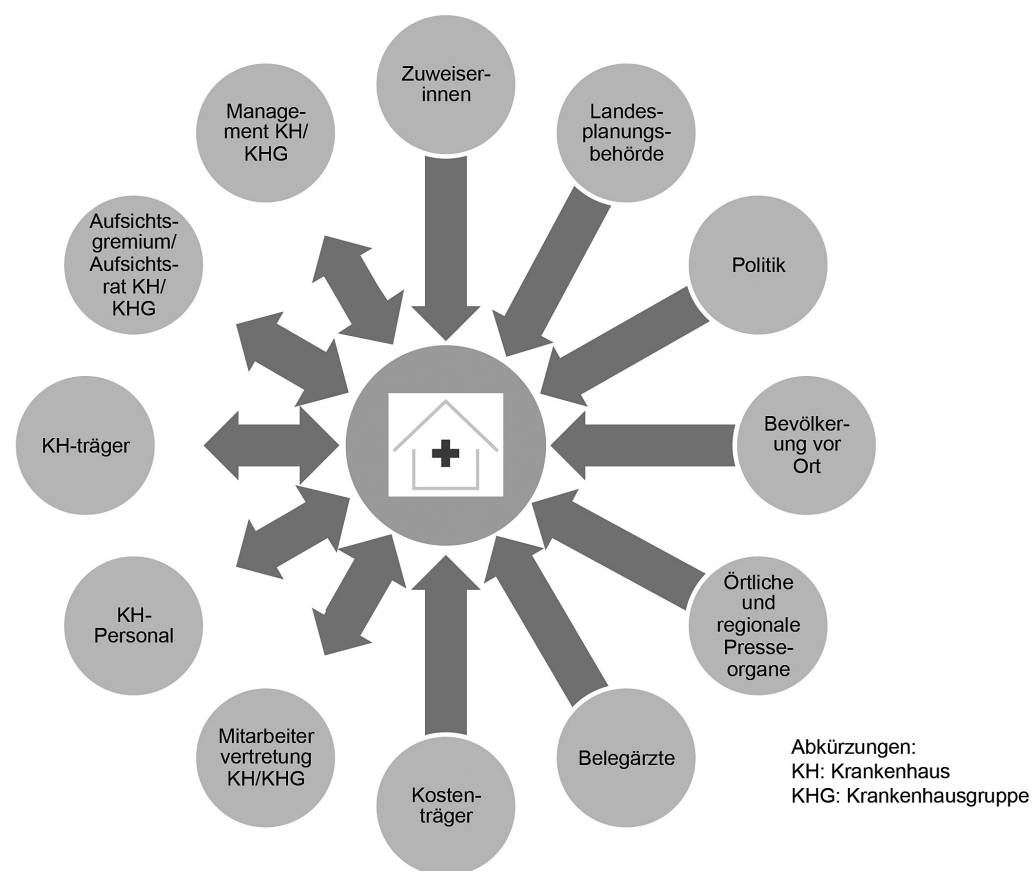 Zuweiser-
innen
Landes-
planungs-
behörde
Politik
Bevölker-
ung vor
Ort
Örtliche
und
regionale
Presse-
organe
Belegärzte
Kosten-
träger
Mitarbeiter
vertretung
KH/KHG
KH-
Personal
KH-träger
Aufsichts-
gremium/
Aufsichts-
rat KH/
KHG
Manage-
ment KH/
KHG
Abkürzungen:
KH: Krankenhaus
KHG: Krankenhausgruppe